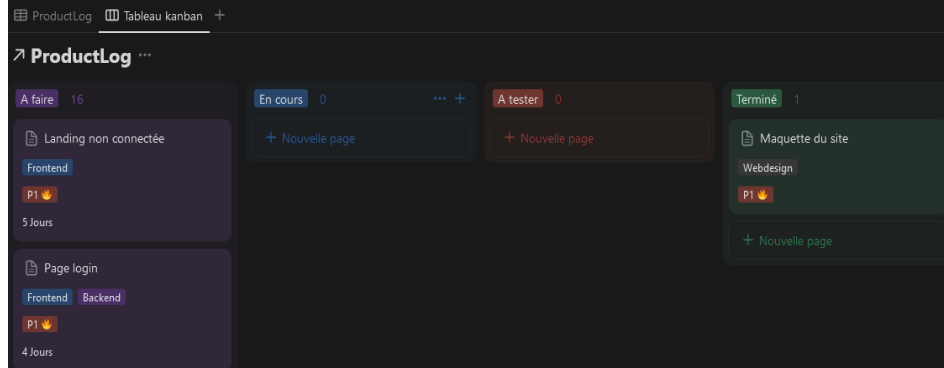 ProductLog Tableau kanban +
ProductLog ...
A faire 16
Landing non connectée
Frontend
P1
5 Jours
Page login
Frontend Backend
P1
4 Jours
En cours 0 ... +
+ Nouvelle page
A tester 0
+ Nouvelle page
Terminé 1
Maquette du site
Webdesign
P1
+ Nouvelle page